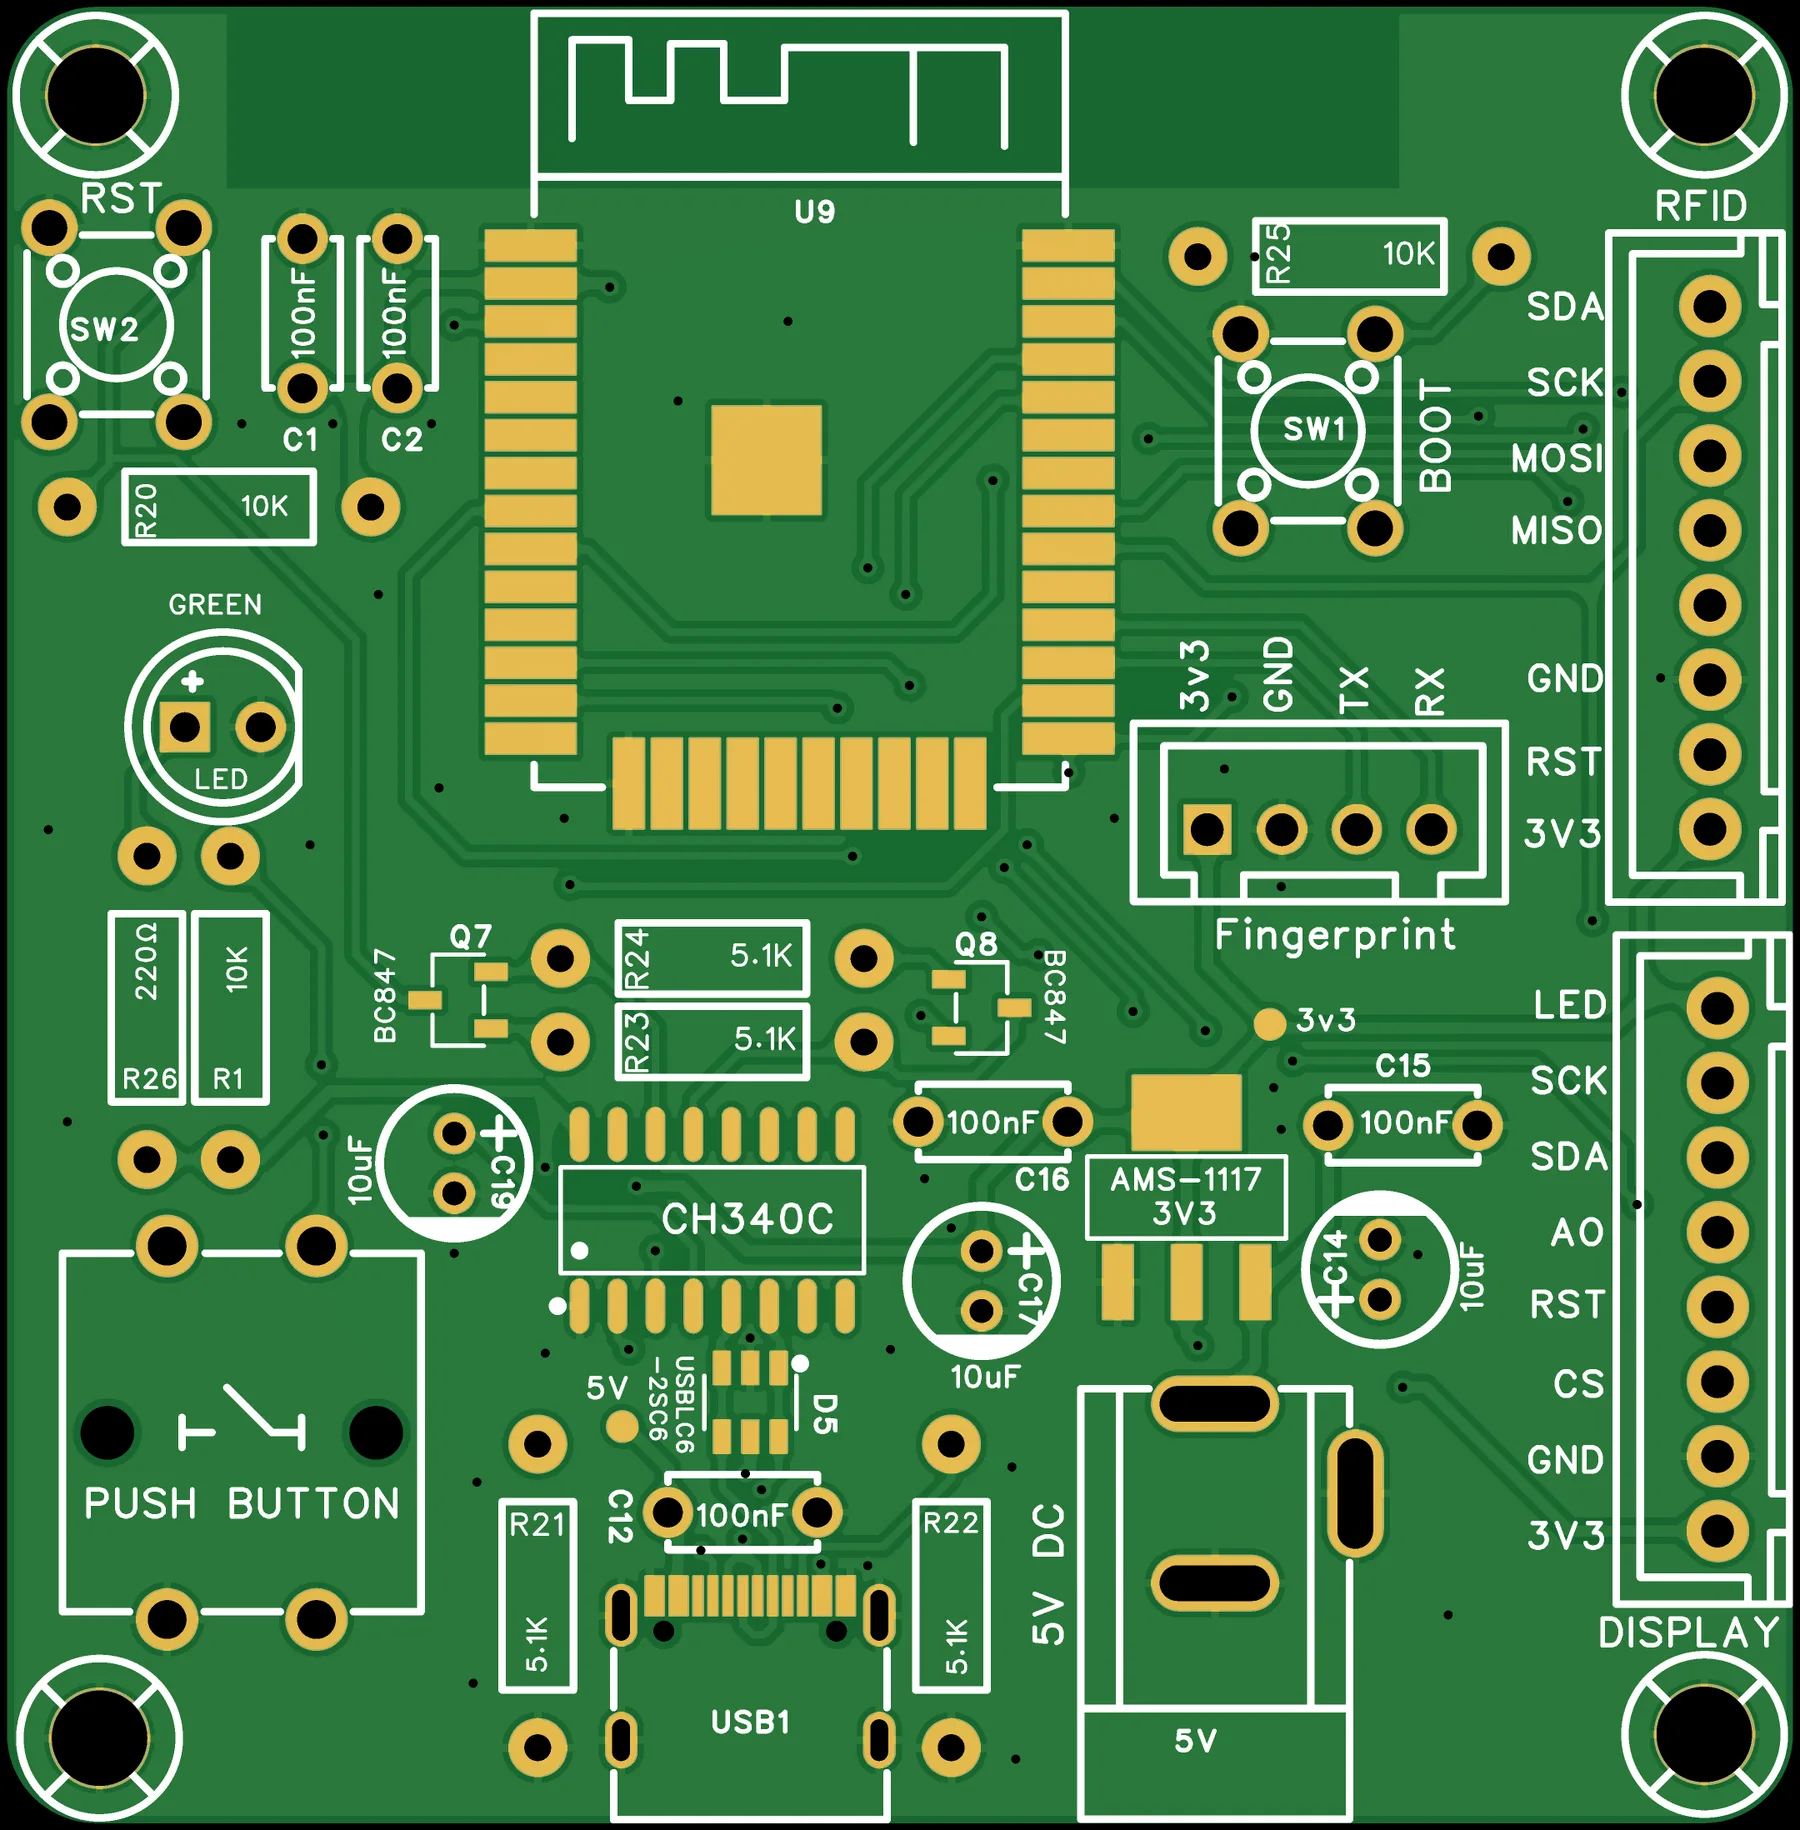 RST
U9
RFID
SW2
100nF
100nF
C1
C2
R25
10K
SDA
SCK
MOSI
MISO
GND
RST
3V3
SW1
BOOT
R20
10K
GREEN
+
LED
3v3
GND
TX
RX
Fingerprint
220Ω
R26
10K
R1
BC847
Q7
R24
5.1K
R23
5.1K
Q8
BC847
3v3
LED
SCK
SDA
AO
RST
CS
GND
3V3
DISPLAY
10uF
+
C19
CH340C
100nF
C16
C15
100nF
AMS-1117
3V3
+
C17
10uF
C14
+
10uF
5V
USBLC6
-2SC6
D5
PUSH BUTTON
C12
100nF
R21
5.1K
R22
5.1K
USB1
5V DC
5V